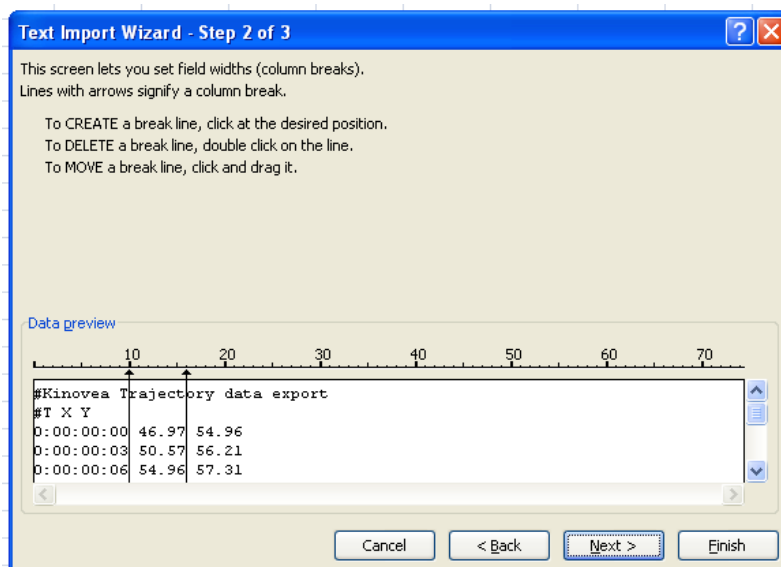 Text Import Wizard - Step 2 of 3
This screen lets you set field widths (column breaks).
Lines with arrows signify a column break.
To CREATE a break line, click at the desired position.
To DELETE a break line, double click on the line.
To MOVE a break line, click and drag it.
Data preview
10 20 30 40 50 60 70
#Kinovea Trajectory data export
#T X Y
0:00:00:00 46.97 54.96
0:00:00:03 50.57 56.21
0:00:00:06 54.96 57.31
Cancel < Back Next > Finish